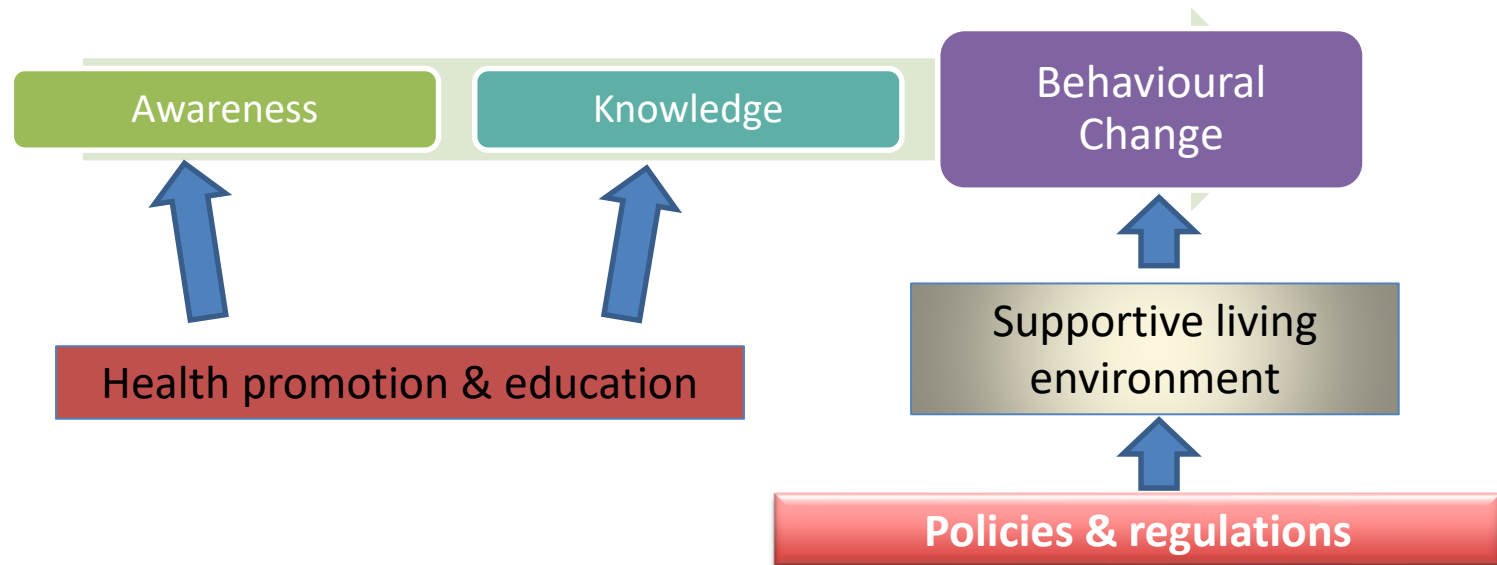 Awareness
Knowledge
Behavioural
Change
Health promotion & education
Supportive living
environment
Policies & regulations